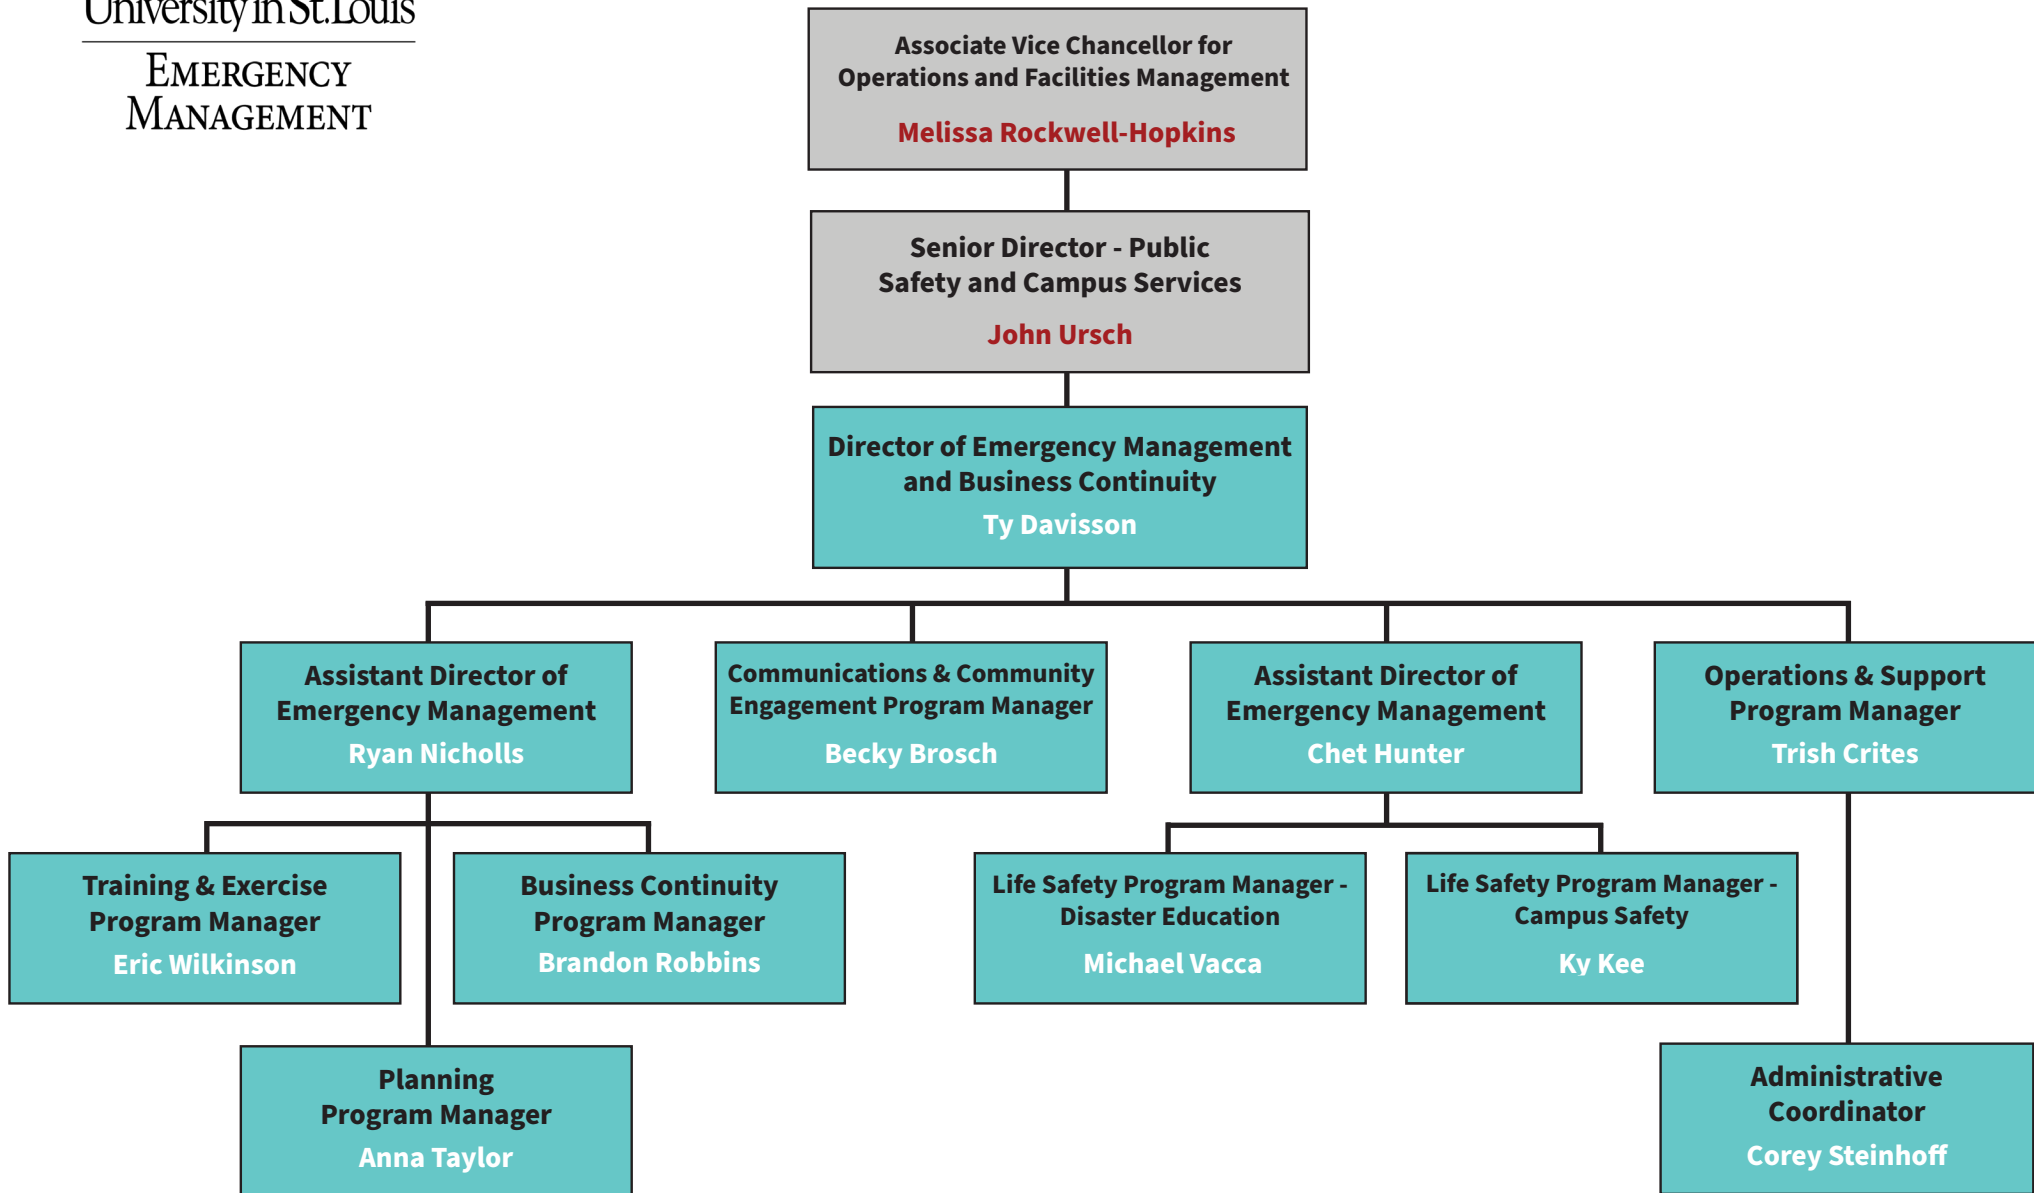 University in St.Louis
EMERGENCY
MANAGEMENT
Associate Vice Chancellor for
Operations and Facilities Management
Melissa Rockwell-Hopkins
Senior Director - Public
Safety and Campus Services
John Ursch
Director of Emergency Management
and Business Continuity
Ty Davisson
Assistant Director of
Emergency Management
Ryan Nicholls
Communications & Community
Engagement Program Manager
Becky Brosch
Assistant Director of
Emergency Management
Chet Hunter
Operations & Support
Program Manager
Trish Crites
Training & Exercise
Program Manager
Eric Wilkinson
Business Continuity
Program Manager
Brandon Robbins
Life Safety Program Manager -
Disaster Education
Michael Vacca
Life Safety Program Manager -
Campus Safety
Ky Kee
Planning
Program Manager
Anna Taylor
Administrative
Coordinator
Corey Steinhoff